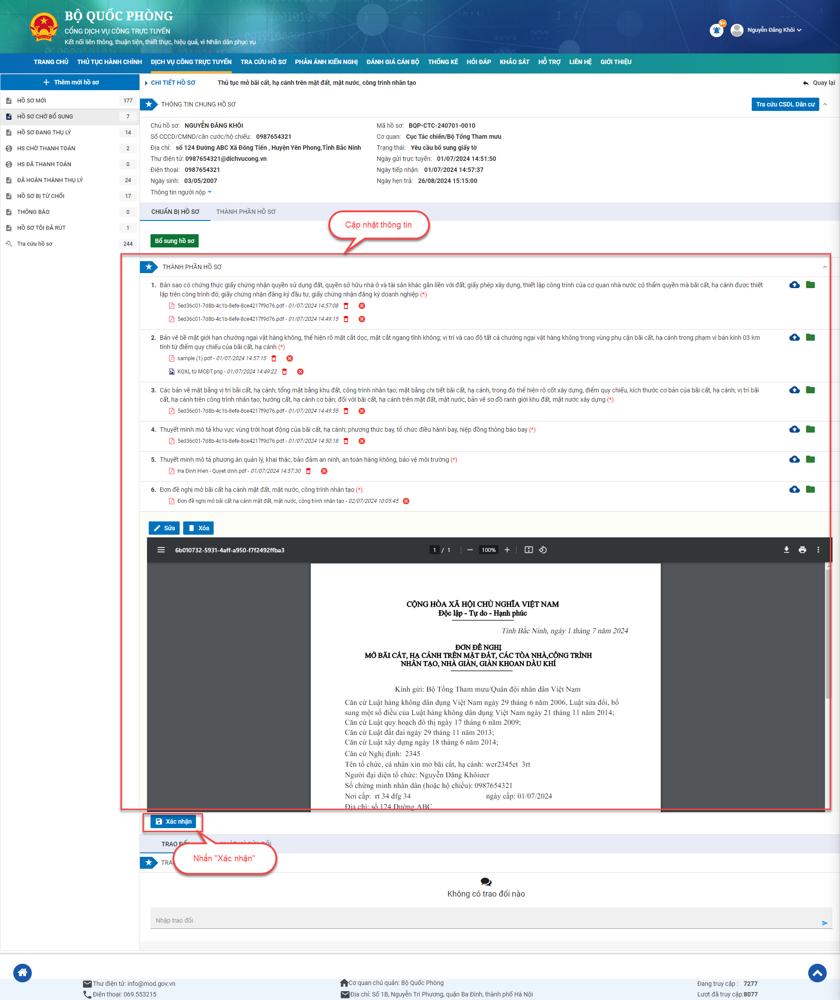 BỘ QUỐC PHÒNG
CỔNG DỊCH VỤ CÔNG TRỰC TUYẾN
Kết nối liên thông, thuận tiện, thiết thực, hiệu quả, vì Nhân dân phục vụ
5+
Nguyễn Đăng Khôi
TRANG CHỦ THỦ TỤC HÀNH CHÍNH DỊCH VỤ CÔNG TRỰC TUYẾN TRA CỨU HỒ SƠ PHẢN ÁNH KIẾN NGHỊ ĐÁNH GIÁ CÁN BỘ THỐNG KÊ HỎI ĐÁP KHẢO SÁT HỖ TRỢ LIÊN HỆ GIỚI THIỆU
Thêm mới hồ sơ
HỒ SƠ MỚI 177
HỒ SƠ CHỜ BỔ SUNG 7
HỒ SƠ ĐANG THỤ LÝ 14
HS CHỜ THANH TOÁN 2
HS ĐÃ THANH TOÁN 0
ĐÃ HOÀN THÀNH THỤ LÝ 24
HỒ SƠ BỊ TỪ CHỐI 17
THÔNG BÁO 0
HỒ SƠ TÔI ĐÃ RÚT 1
Tra cứu hồ sơ 244
CHI TIẾT HỒ SƠ Thủ tục mở bãi cất, hạ cánh trên mặt đất, mặt nước, công trình nhân tạo Quay lại
THÔNG TIN CHUNG HỒ SƠ Tra cứu CSDL Dân cư
Chủ hồ sơ: NGUYỄN ĐĂNG KHÔI
Số CCCD/CMND/căn cước/hộ chiếu: 0987654321
Địa chỉ: số 124 Đường ABC Xã Đông Tiến , Huyện Yên Phong,Tỉnh Bắc Ninh
Thư điện tử: 0987654321@dichvucong.vn
Điện thoại: 0987654321
Ngày sinh: 03/05/2007
Thông tin người nộp
Mã hồ sơ: BQP-CTC-240701-0010
Cơ quan: Cục Tác chiến/Bộ Tổng Tham mưu
Trạng thái: Yêu cầu bổ sung giấy tờ
Ngày gửi trực tuyến: 01/07/2024 14:51:50
Ngày tiếp nhận: 01/07/2024 14:57:37
Ngày hẹn trả: 26/08/2024 15:15:00
CHUẨN BỊ HỒ SƠ THÀNH PHẦN HỒ SƠ
Cập nhật thông tin
Bổ sung hồ sơ
THÀNH PHẦN HỒ SƠ
1. Bản sao có chứng thực giấy chứng nhận quyền sử dụng đất, quyền sở hữu nhà ở và tài sản khác gắn liền với đất; giấy phép xây dựng, thiết lập công trình của cơ quan nhà nước có thẩm quyền mà bãi cất, hạ cánh được thiết
lập trên công trình đó; giấy chứng nhận đăng ký đầu tư, giấy chứng nhận đăng ký doanh nghiệp (*)
5ed36c01-7d8b-4c1b-8efe-8ce4217f9d76.pdf - 01/07/2024 14:57:08
5ed36c01-7d8b-4c1b-8efe-8ce4217f9d76.pdf - 01/07/2024 14:49:15
2. Bản vẽ bề mặt giới hạn chướng ngại vật hàng không, thể hiện rõ mặt cắt dọc, mặt cắt ngang tĩnh không; vị trí và cao độ tất cả chướng ngại vật hàng không trong vùng phụ cận bãi cất, hạ cánh trong phạm vi bán kính 03 km
tính từ điểm quy chiếu của bãi cất, hạ cánh (*)
sample (1).pdf - 01/07/2024 14:57:15
KQXL từ MCĐT.png - 01/07/2024 14:49:22
3. Các bản vẽ mặt bằng vị trí bãi cất, hạ cánh; tổng mặt bằng khu đất, công trình nhân tạo; mặt bằng chi tiết bãi cất, hạ cánh, trong đó thể hiện rõ cốt xây dựng, điểm quy chiếu, kích thước cơ bản của bãi cất, hạ cánh; vị trí bãi
cất, hạ cánh trên công trình nhân tạo; hướng cất, hạ cánh cơ bản; đối với bãi cất, hạ cánh trên mặt đất, mặt nước, bản vẽ sơ đồ ranh giới khu đất, mặt nước xây dựng (*)
5ed36c01-7d8b-4c1b-8efe-8ce4217f9d76.pdf - 01/07/2024 14:49:55
4. Thuyết minh mô tả khu vực vùng trời hoạt động của bãi cất, hạ cánh; phương thức bay, tổ chức điều hành bay, hiệp đồng thông báo bay (*)
5ed36c01-7d8b-4c1b-8efe-8ce4217f9d76.pdf - 01/07/2024 14:50:18
5. Thuyết minh mô tả phương án quản lý, khai thác, bảo đảm an ninh, an toàn hàng không, bảo vệ môi trường (*)
Ha Dinh Hien - Quyet dinh.pdf - 01/07/2024 14:57:30
6. Đơn đề nghị mở bãi cất hạ cánh mặt đất, mặt nước, công trình nhân tạo (*)
Đơn đề nghị mở bãi cất hạ cánh mặt đất, mặt nước, công trình nhân tạo - 02/07/2024 10:05:45
Sửa Xóa
6b010732-5931-4aff-a950-f7f2492ffba3 1 / 1 100%
CỘNG HÒA XÃ HỘI CHỦ NGHĨA VIỆT NAM
Độc lập - Tự do - Hạnh phúc
Tỉnh Bắc Ninh, ngày 1 tháng 7 năm 2024
ĐƠN ĐỀ NGHỊ
MỞ BÃI CẤT, HẠ CÁNH TRÊN MẶT ĐẤT, CÁC TÒA NHÀ,CÔNG TRÌNH
NHÂN TẠO, NHÀ GIÀN, GIÀN KHOAN DẦU KHÍ
Kính gửi: Bộ Tổng Tham mưu/Quân đội nhân dân Việt Nam
Căn cứ Luật hàng không dân dụng Việt Nam ngày 29 tháng 6 năm 2006, Luật sửa đổi, bổ
sung một số điều của Luật hàng không dân dụng Việt Nam ngày 21 tháng 11 năm 2014;
Căn cứ Luật quy hoạch đô thị ngày 17 tháng 6 năm 2009;
Căn cứ Luật đất đai ngày 29 tháng 11 năm 2013;
Căn cứ Luật xây dựng ngày 18 tháng 6 năm 2014;
Căn cứ Nghị định: 2345
Tên tổ chức, cá nhân xin mở bãi cất, hạ cánh: wer2345et 3rt
Người đại diện tổ chức: Nguyễn Đăng Khôiưer
Số chứng minh nhân dân (hoặc hộ chiếu): 0987654321
Nơi cấp: rt 34 dfg 34 ngày cấp: 01/07/2024
Địa chỉ: số 124 Đường ABC
Xác nhận
TRAO ĐỔI NHẬT KÝ SỬA ĐỔI
Nhấn "Xác nhận"
TRA
Không có trao đổi nào
Nhập trao đổi
Thư điện tử: info@mod.gov.vn
Điện thoại: 069.553215
Cơ quan chủ quản: Bộ Quốc Phòng
Địa chỉ: Số 1B, Nguyễn Tri Phương, quận Ba Đình, thành phố Hà Nội
Đang truy cập : 7277
Lượt đã truy cập:8077